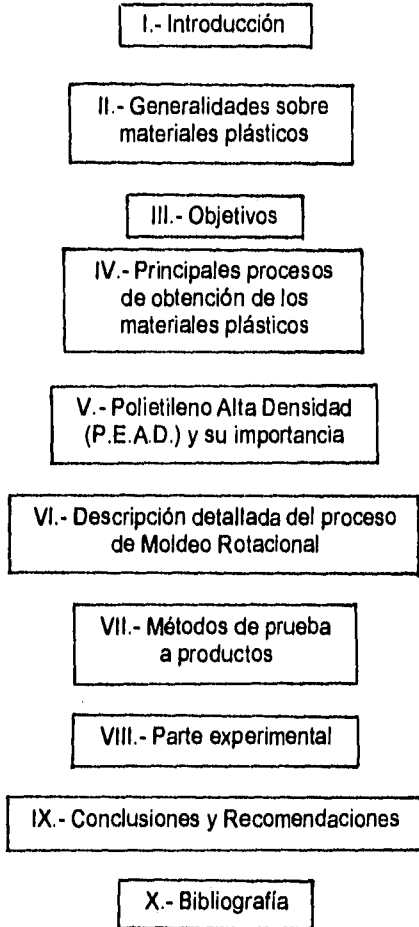 I.- Introducción
II.- Generalidades sobre
materiales plásticos
III.- Objetivos
IV.- Principales procesos
de obtención de los
materiales plásticos
V.- Polietileno Alta Densidad
(P.E.A.D.) y su importancia
VI.- Descripción detallada del proceso
de Moldeo Rotacional
VII.- Métodos de prueba
a productos
VIII.- Parte experimental
IX.- Conclusiones y Recomendaciones
X.- Bibliografía